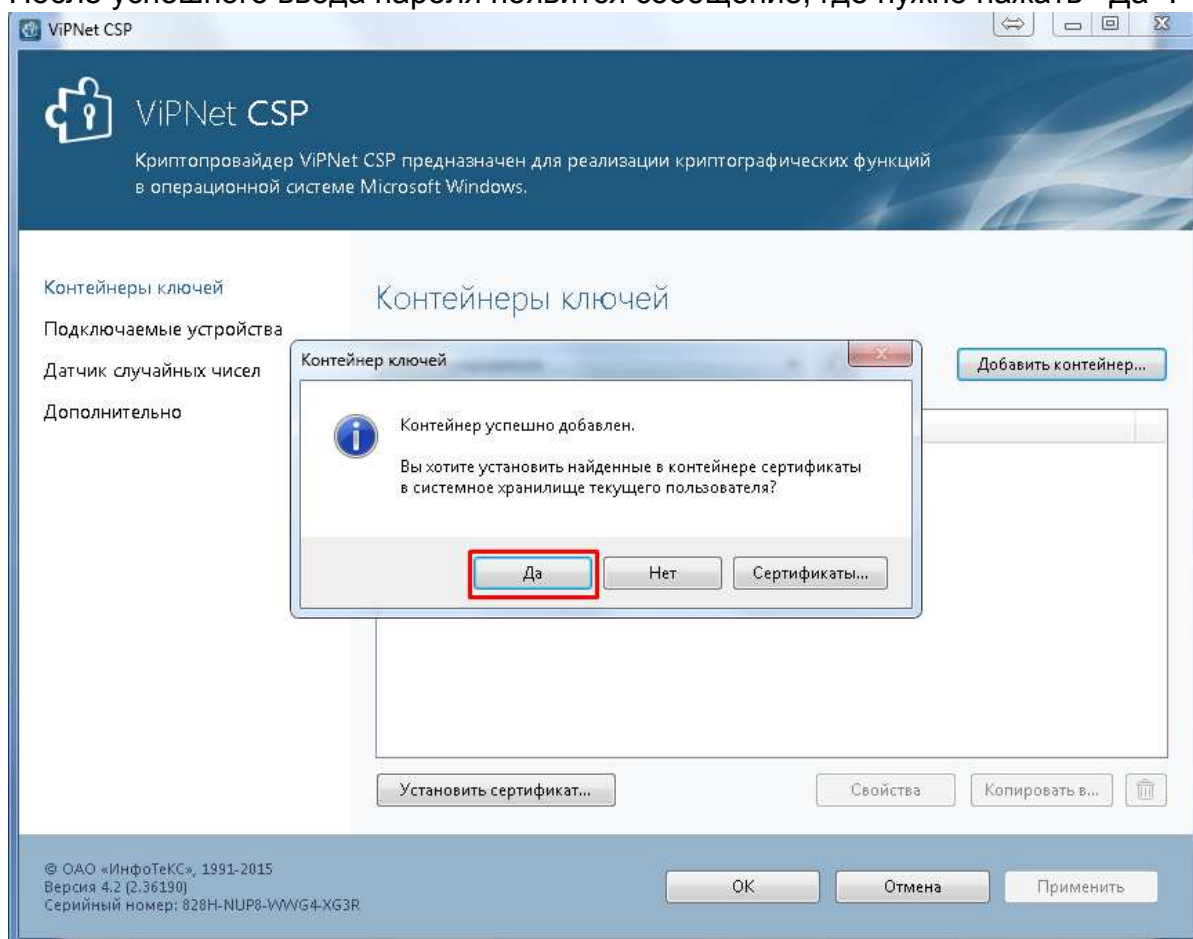 После успешного ввода пароля появится сообщение, где нужно нажать "Да".
ViPNet CSP
ViPNet CSP
Криптопровайдер ViPNet CSP предназначен для реализации криптографических функций
в операционной системе Microsoft Windows.
Контейнеры ключей
Подключаемые устройства
Датчик случайных чисел
Дополнительно
Контейнеры ключей
Добавить контейнер...
Контейнер ключей
Контейнер успешно добавлен.
Вы хотите установить найденные в контейнере сертификаты
в системное хранилище текущего пользователя?
Да
Нет
Сертификаты...
Установить сертификат...
Свойства
Копировать в...
© ОАО «ИнфоТеКС», 1991-2015
Версия 4.2 (2.36190)
Серийный номер: 828H-NUP8-WWG4-XG3R
OK
Отмена
Применить